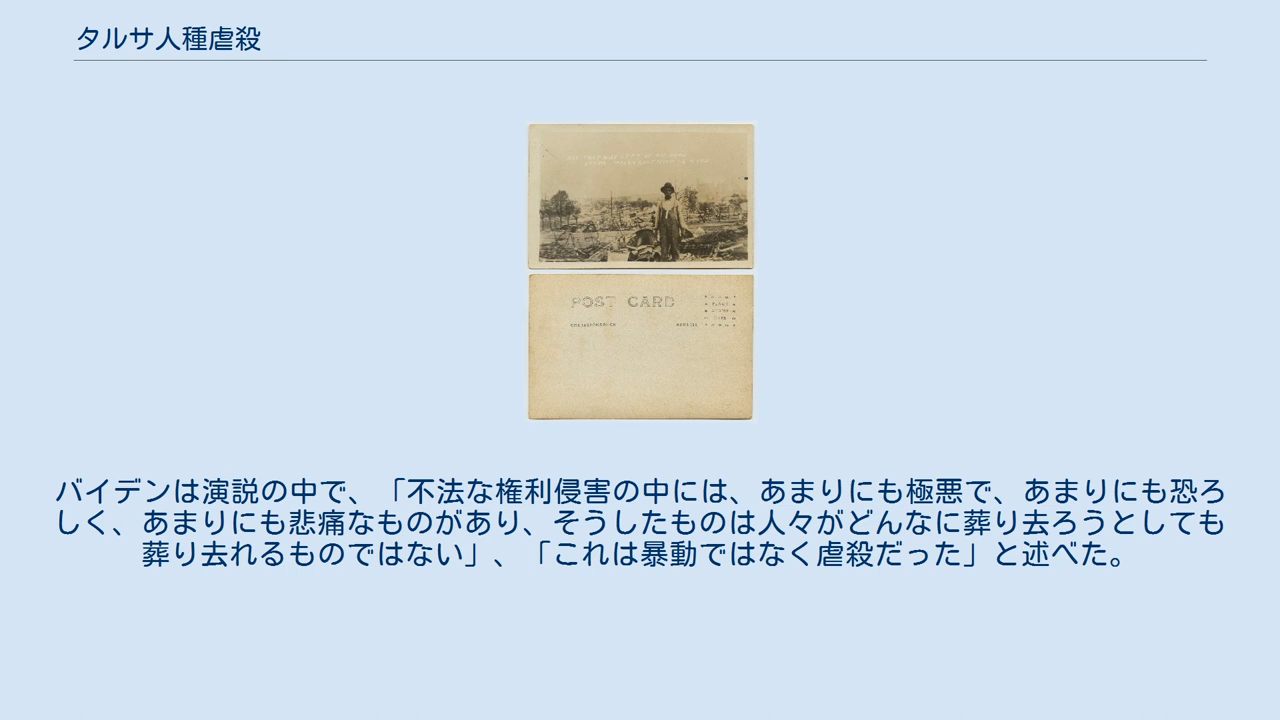 タルサ人種虐殺
POST CARD
バイデンは演説の中で、「不法な権利侵害の中には、あまりにも極悪で、あまりにも恐ろ
しく、あまりにも悲痛なものがあり、そうしたものは人々がどんなに葬り去ろうとしても
葬り去れるものではない」、「これは暴動ではなく虐殺だった」と述べた。